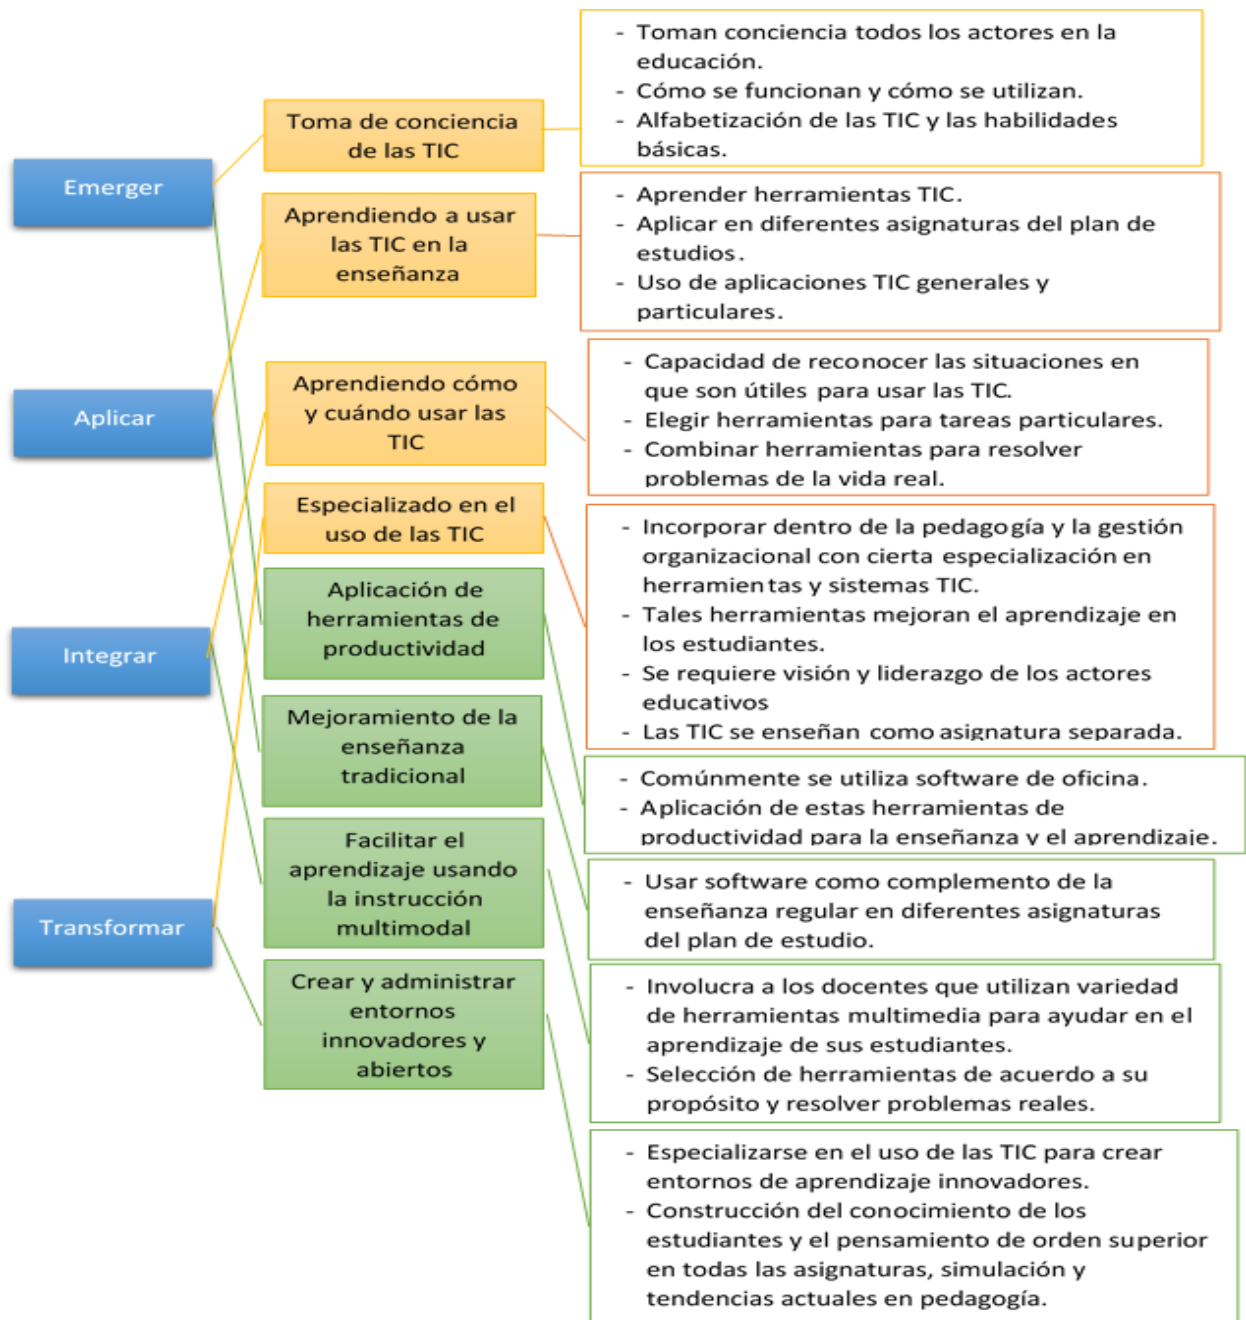 Emerger
Aplicar
Integrar
Transformar
Toma de conciencia
de las TIC
Aprendiendo a usar
las TIC en la
enseñanza
Aprendiendo cómo
y cuándo usar las
TIC
Especializado en el
uso de las TIC
Aplicación de
herramientas de
productividad
Mejoramiento de la
enseñanza
tradicional
Facilitar el
aprendizaje usando
la instrucción
multimodal
Crear y administrar
entornos
innovadores y
abiertos
- Toman conciencia todos los actores en la
educación.
- Cómo se funcionan y cómo se utilizan.
- Alfabetización de las TIC y las habilidades
básicas.
- Aprender herramientas TIC.
- Aplicar en diferentes asignaturas del plan de
estudios.
- Uso de aplicaciones TIC generales y
particulares.
- Capacidad de reconocer las situaciones en
que son útiles para usar las TIC.
- Elegir herramientas para tareas particulares.
- Combinar herramientas para resolver
problemas de la vida real.
- Incorporar dentro de la pedagogía y la gestión
organizacional con cierta especialización en
herramientas y sistemas TIC.
- Tales herramientas mejoran el aprendizaje en
los estudiantes.
- Se requiere visión y liderazgo de los actores
educativos
- Las TIC se enseñan como asignatura separada.
- Comúnmente se utiliza software de oficina.
- Aplicación de estas herramientas de
productividad para la enseñanza y el aprendizaje.
- Usar software como complemento de la
enseñanza regular en diferentes asignaturas
del plan de estudio.
- Involucra a los docentes que utilizan variedad
de herramientas multimedia para ayudar en el
aprendizaje de sus estudiantes.
- Selección de herramientas de acuerdo a su
propósito y resolver problemas reales.
- Especializarse en el uso de las TIC para crear
entornos de aprendizaje innovadores.
- Construcción del conocimiento de los
estudiantes y el pensamiento de orden superior
en todas las asignaturas, simulación y
tendencias actuales en pedagogía.